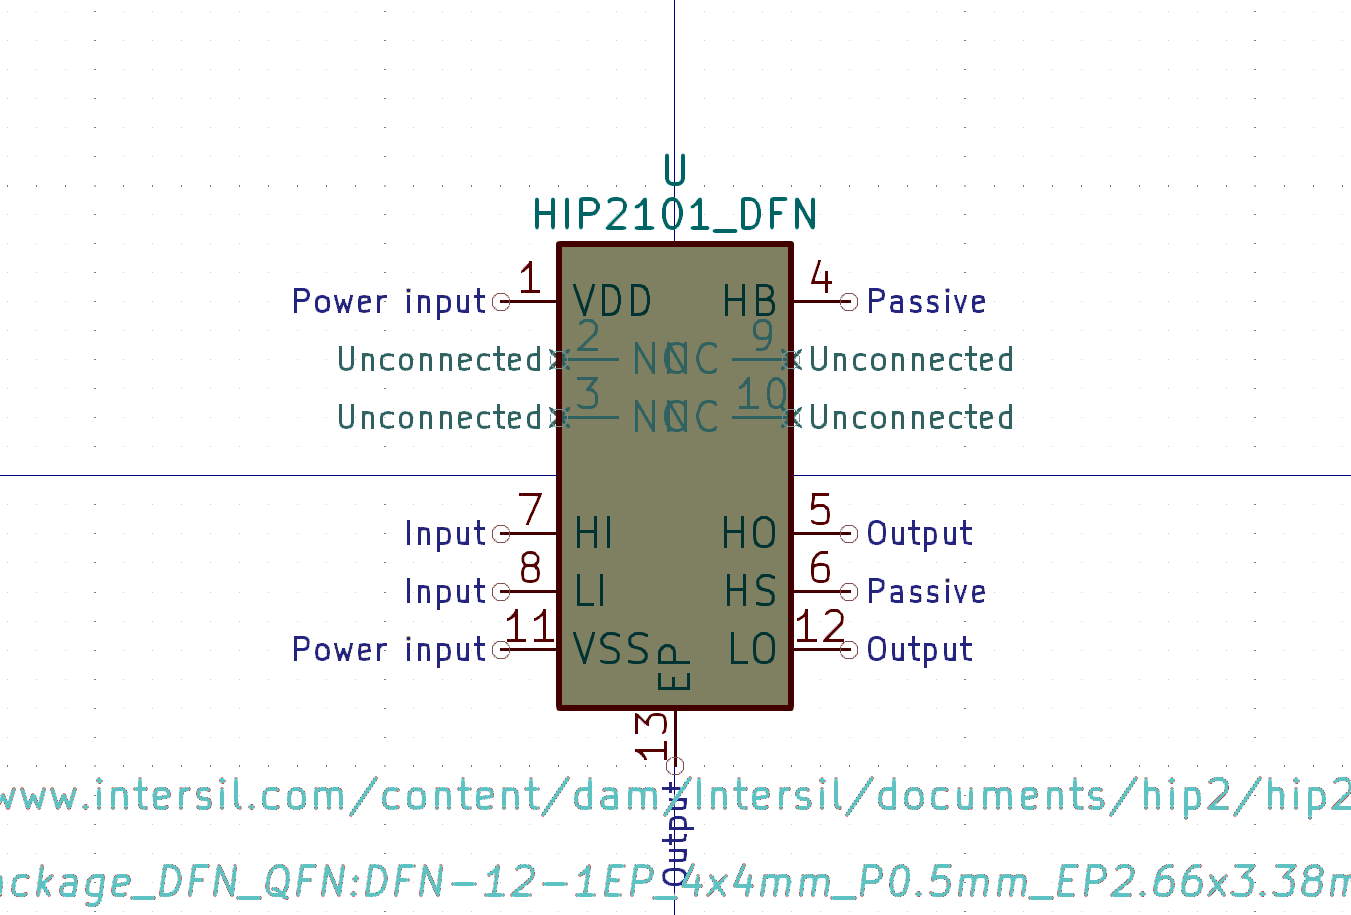 U
HIP2101_DFN
Power input 1 VDD HB 4 Passive
Unconnected 2 NC NC 9 Unconnected
Unconnected 3 NC NC 10 Unconnected
Input 7 HI HO 5 Output
Input 8 LI HS 6 Passive
Power input 11 VSS LO 12 Output
EP
13
Output
www.intersil.com/content/dam/Intersil/documents/hip2/hip2
ackage_DFN_QFN:DFN-12-1EP_4x4mm_P0.5mm_EP2.66x3.38m